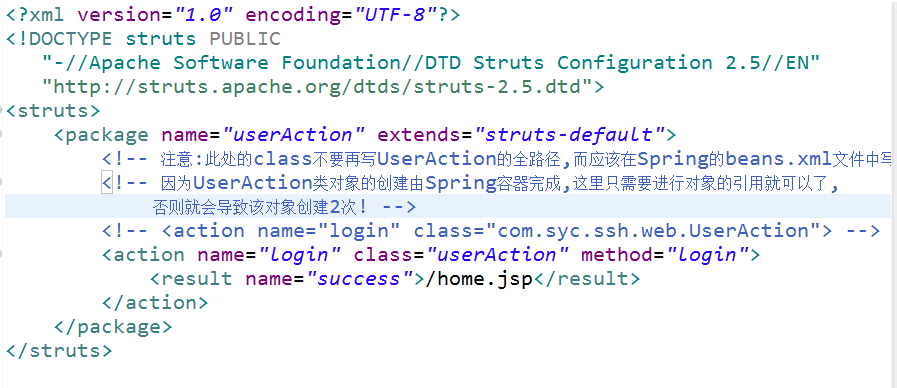 <?xml version="1.0" encoding="UTF-8"?>
<!DOCTYPE struts PUBLIC
"-//Apache Software Foundation//DTD Struts Configuration 2.5//EN"
"http://struts.apache.org/dtds/struts-2.5.dtd">
<struts>
<package name="userAction" extends="struts-default">
<!-- 注意:此处的class不要再写UserAction的全路径,而应该在Spring的beans.xml文件中写
<!-- 因为UserAction类对象的创建由Spring容器完成,这里只需要进行对象的引用就可以了,
否则就会导致该对象创建2次! -->
<!-- <action name="login" class="com.syc.ssh.web.UserAction"> -->
<action name="login" class="userAction" method="login">
<result name="success">/home.jsp</result>
</action>
</package>
</struts>